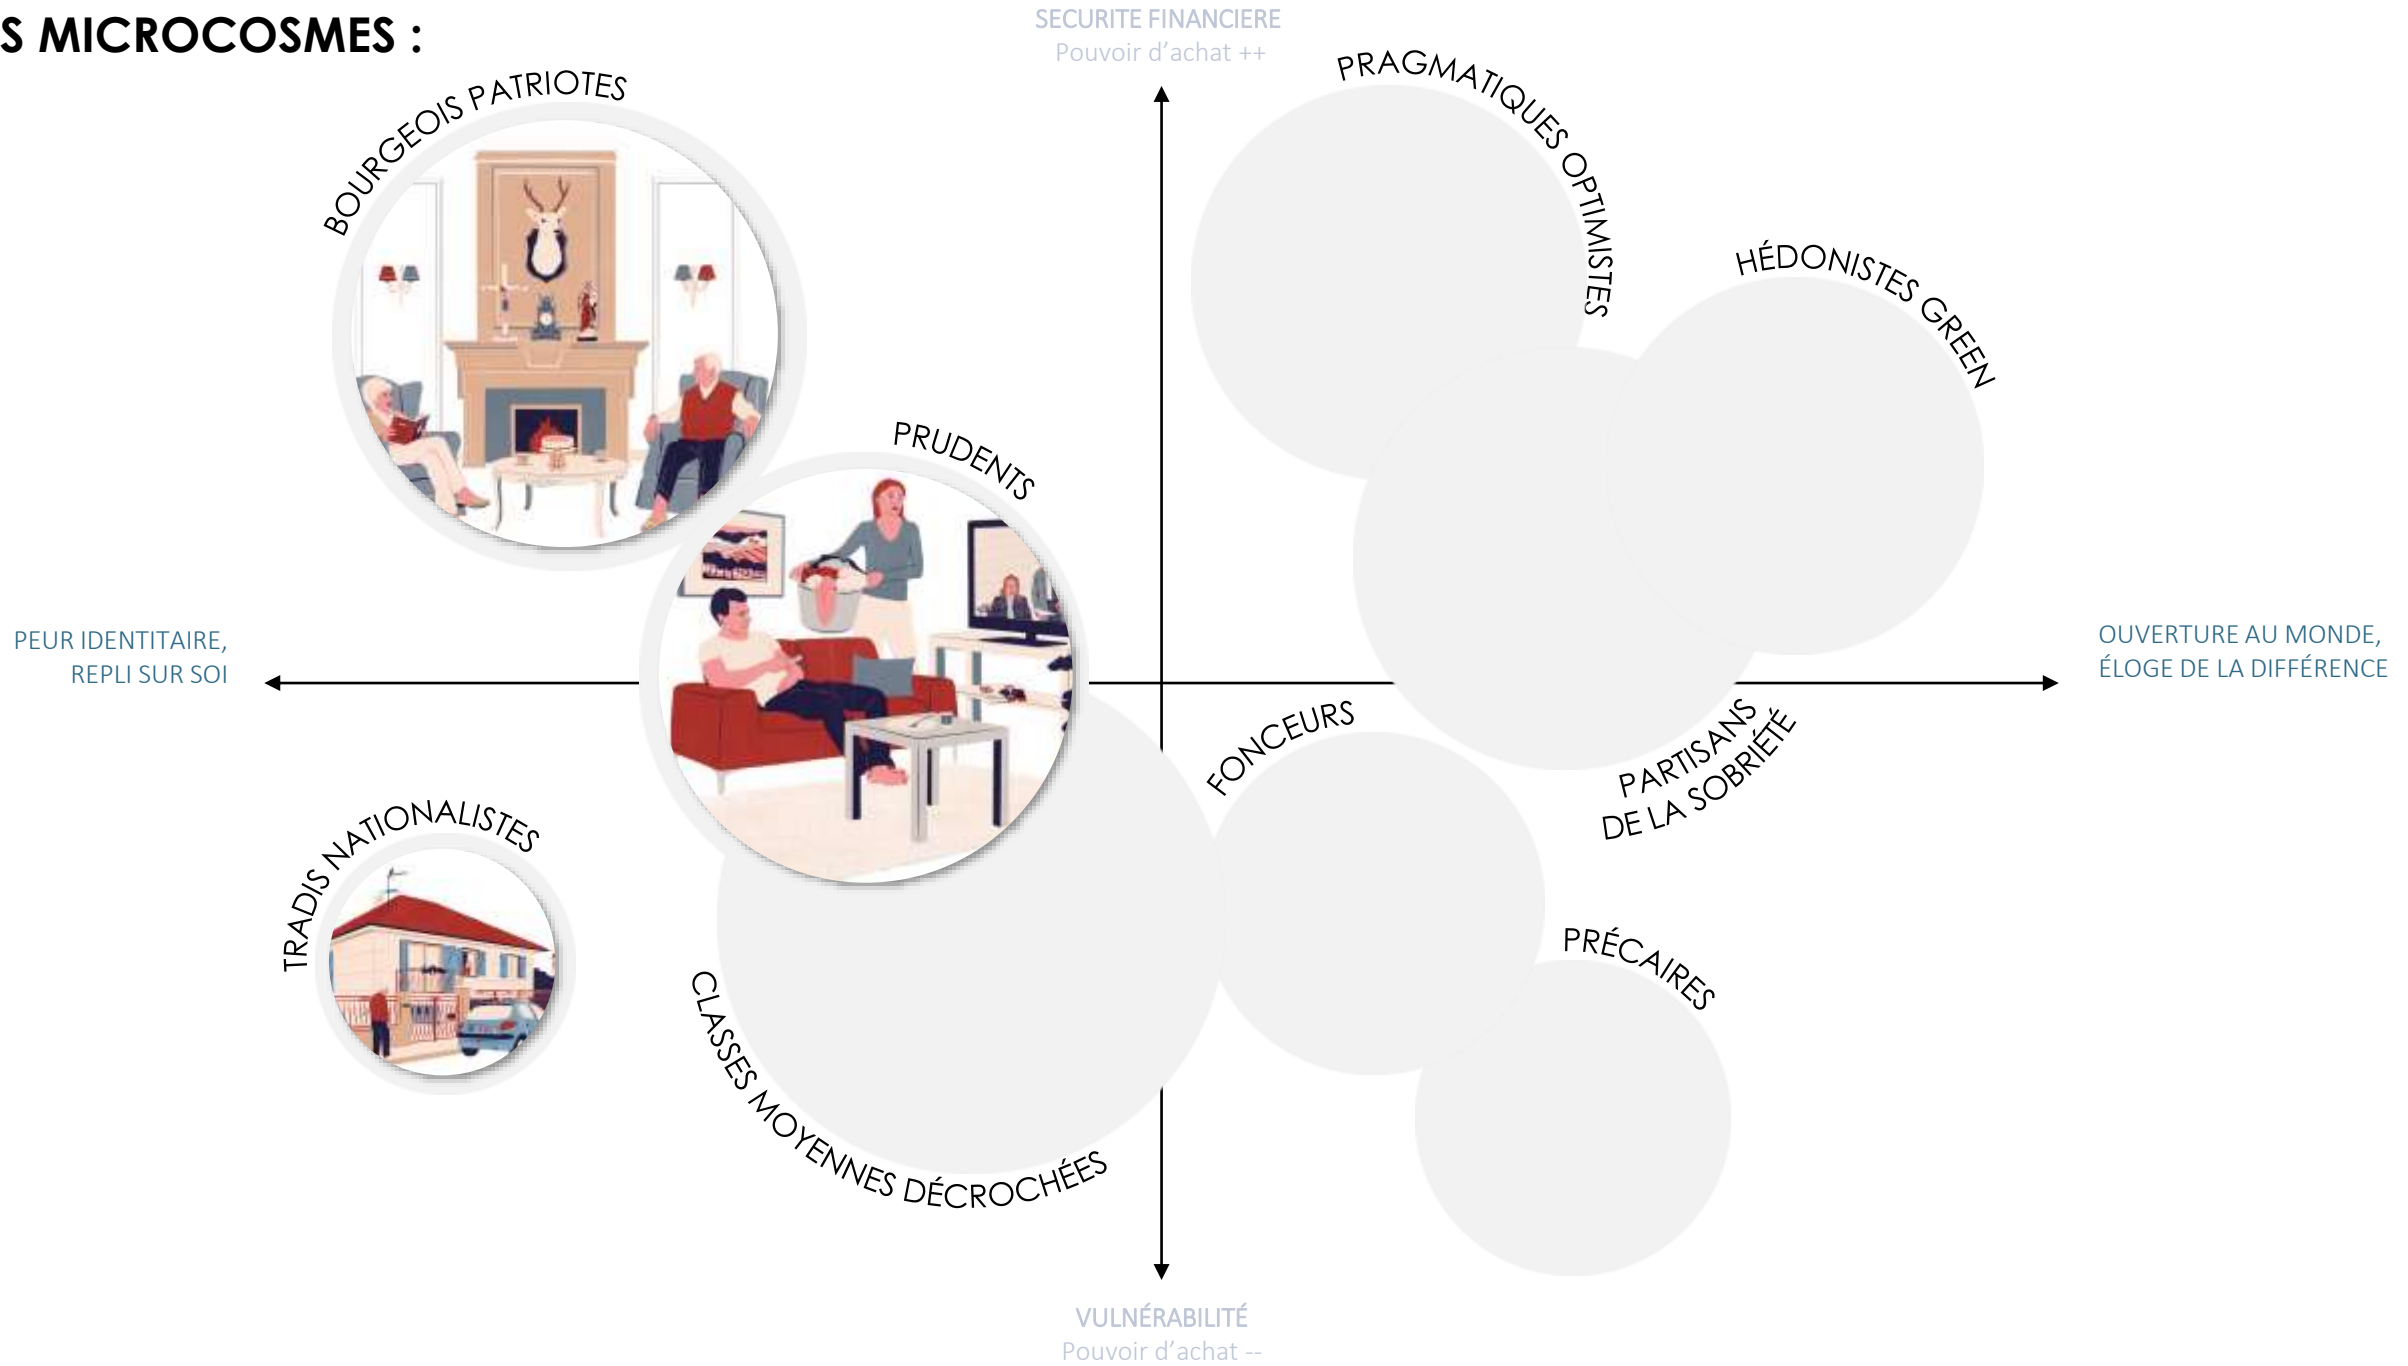 S MICROCOSMES :
SECURITE FINANCIERE
Pouvoir d'achat ++
BOURGEOIS PATRIOTES
PRAGMATIQUES OPTIMISTES
HÉDONISTES GREEN
PRUDENTS
PEUR IDENTITAIRE,
REPLI SUR SOI
OUVERTURE AU MONDE,
ÉLOGE DE LA DIFFÉRENCE
FONCEURS
PARTISANS
DE LA SOBRIÉTÉ
TRADIS NATIONALISTES
PRÉCAIRES
CLASSES MOYENNES DÉCROCHÉES
VULNÉRABILITÉ
Pouvoir d'achat --